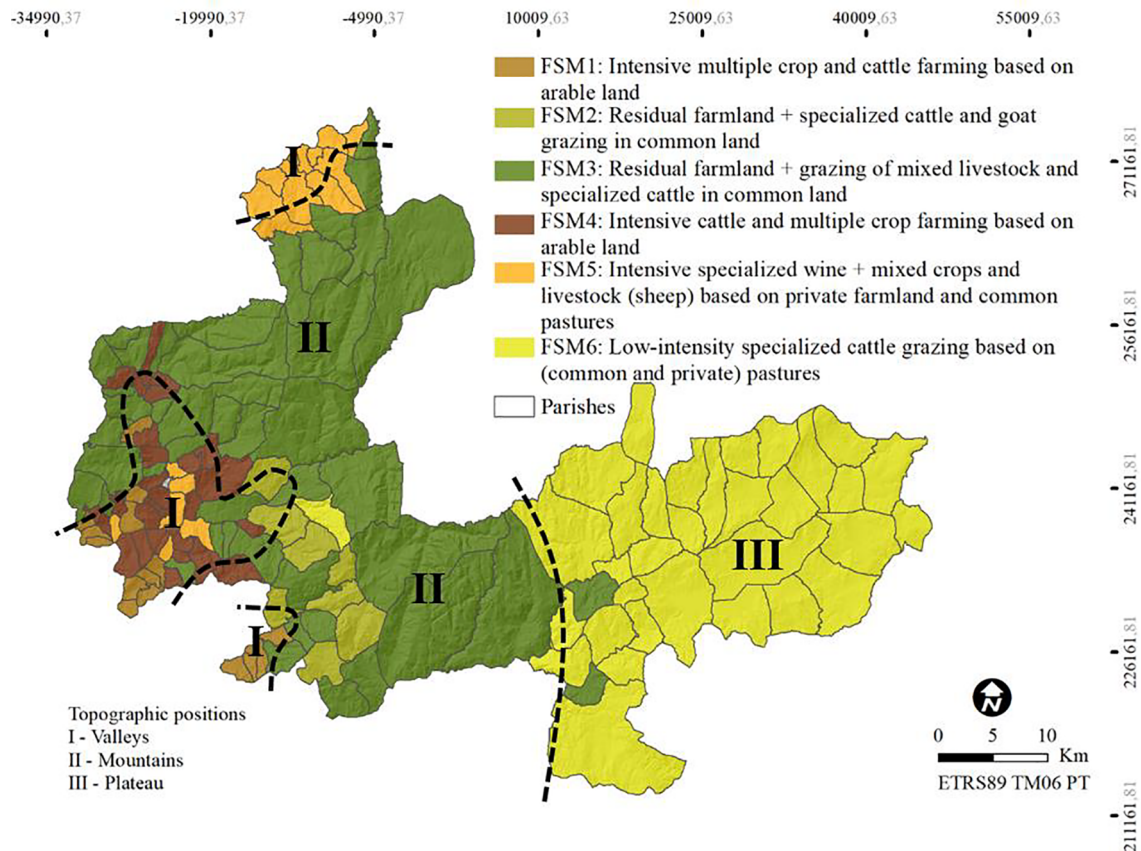 -34990,37 -19990,37 -4990,37 10009,63 25009,63 40009,63 55009,63
FSM1: Intensive multiple crop and cattle farming based on
arable land
FSM2: Residual farmland + specialized cattle and goat
grazing in common land
FSM3: Residual farmland + grazing of mixed livestock and
specialized cattle in common land
FSM4: Intensive cattle and multiple crop farming based on
arable land
FSM5: Intensive specialized wine + mixed crops and
livestock (sheep) based on private farmland and common
pastures
FSM6: Low-intensity specialized cattle grazing based on
(common and private) pastures
Parishes
271161,81
256161,81
241161,81
226161,81
211161,81
I
II
I
III
II
I
Topographic positions
I - Valleys
II - Mountains
III - Plateau
N
0 5 10
Km
ETRS89 TM06 PT